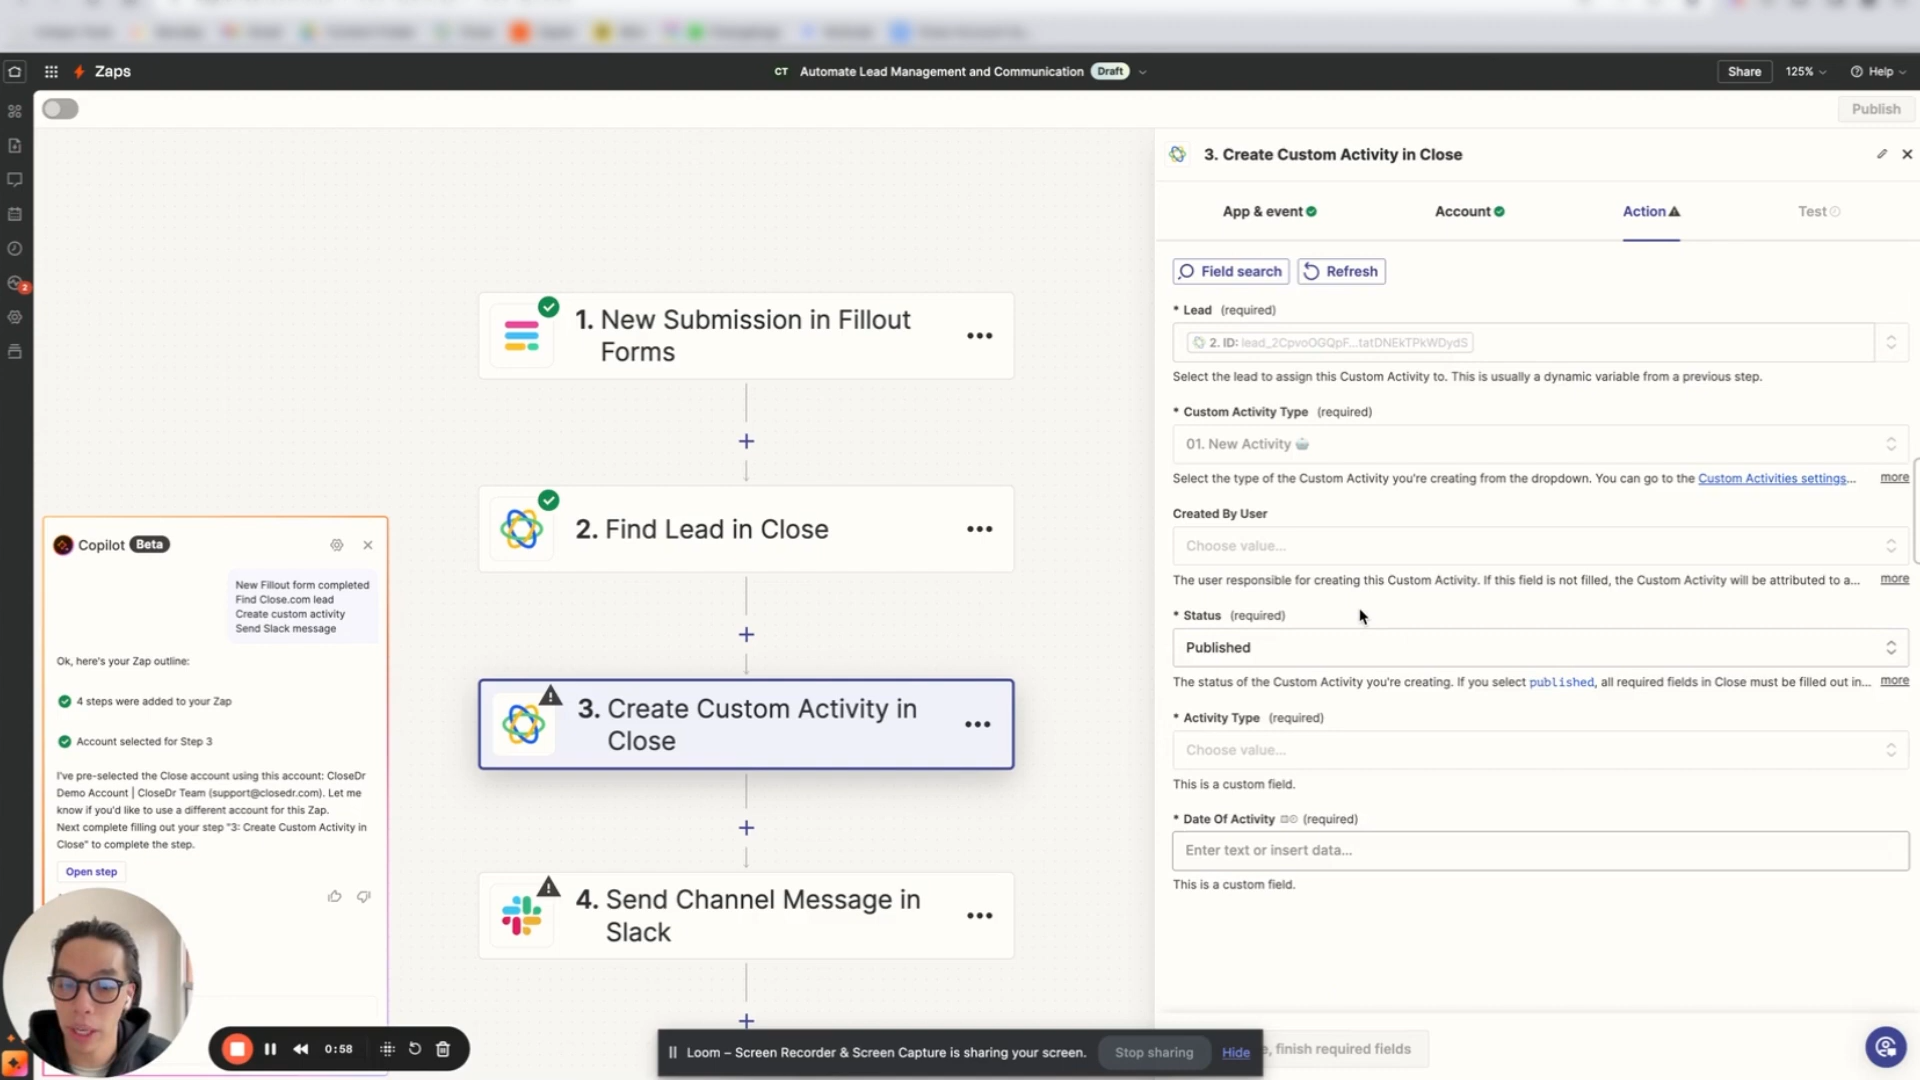 Zaps
CT Automate Lead Management and Communication Draft
Share
125%
Help
Publish
3. Create Custom Activity in Close
App & event
Account
Action
Test
Field search
Refresh
* Lead (required)
2. ID: lead_2CpvoOGQpF...tatDNEkTPkWDydS
Select the lead to assign this Custom Activity to. This is usually a dynamic variable from a previous step.
* Custom Activity Type (required)
01. New Activity
Select the type of the Custom Activity you're creating from the dropdown. You can go to the Custom Activities settings... more
Created By User
Choose value...
The user responsible for creating this Custom Activity. If this field is not filled, the Custom Activity will be attributed to a... more
* Status (required)
Published
The status of the Custom Activity you're creating. If you select published, all required fields in Close must be filled out in... more
* Activity Type (required)
Choose value...
This is a custom field.
* Date Of Activity (required)
Enter text or insert data...
This is a custom field.
e, finish required fields
1. New Submission in Fillout
Forms
2. Find Lead in Close
3. Create Custom Activity in
Close
4. Send Channel Message in
Slack
2
Copilot Beta
New Fillout form completed
Find Close.com lead
Create custom activity
Send Slack message
Ok, here's your Zap outline:
4 steps were added to your Zap
Account selected for Step 3
I've pre-selected the Close account using this account: CloseDr
Demo Account | CloseDr Team (support@closedr.com). Let me
know if you'd like to use a different account for this Zap.
Next complete filling out your step "3: Create Custom Activity in
Close" to complete the step.
Open step
0:58
Loom – Screen Recorder & Screen Capture is sharing your screen.
Stop sharing
Hide